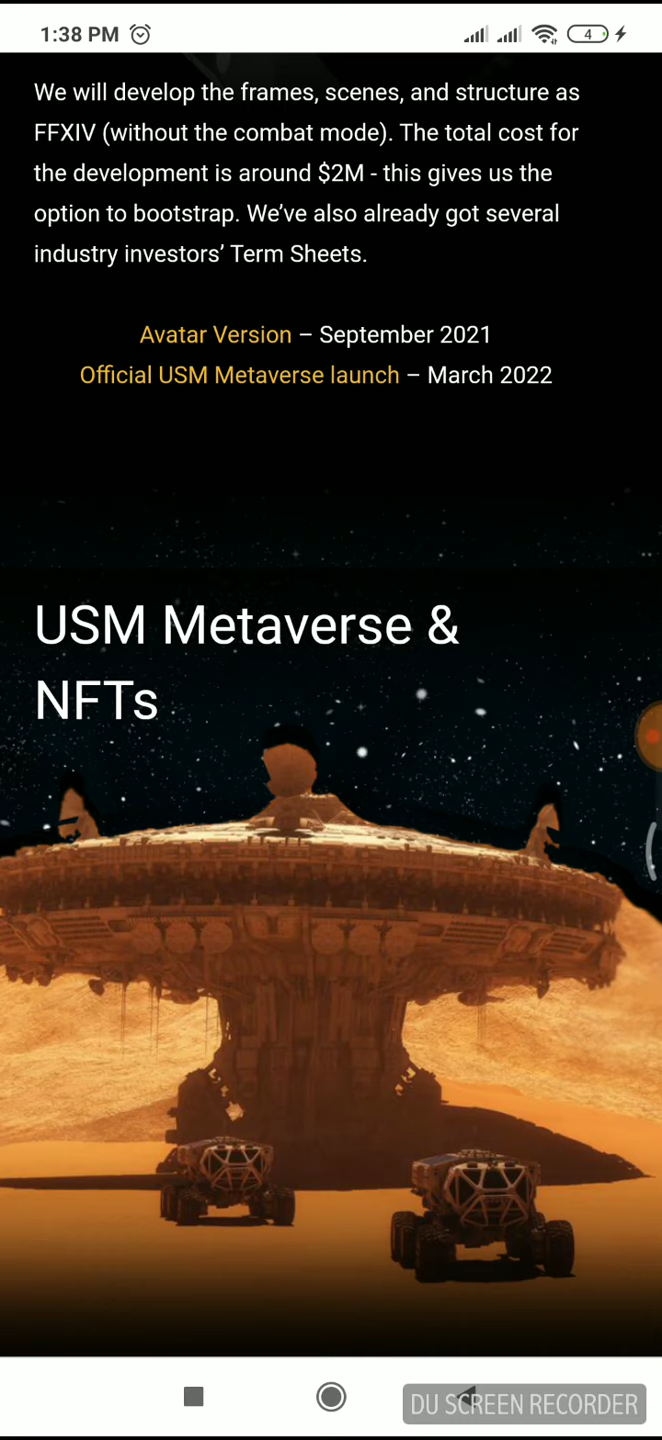 1:38 PM
4
We will develop the frames, scenes, and structure as
FFXIV (without the combat mode). The total cost for
the development is around $2M - this gives us the
option to bootstrap. We’ve also already got several
industry investors’ Term Sheets.
Avatar Version – September 2021
Official USM Metaverse launch – March 2022
USM Metaverse &
NFTs
DU SCREEN RECORDER